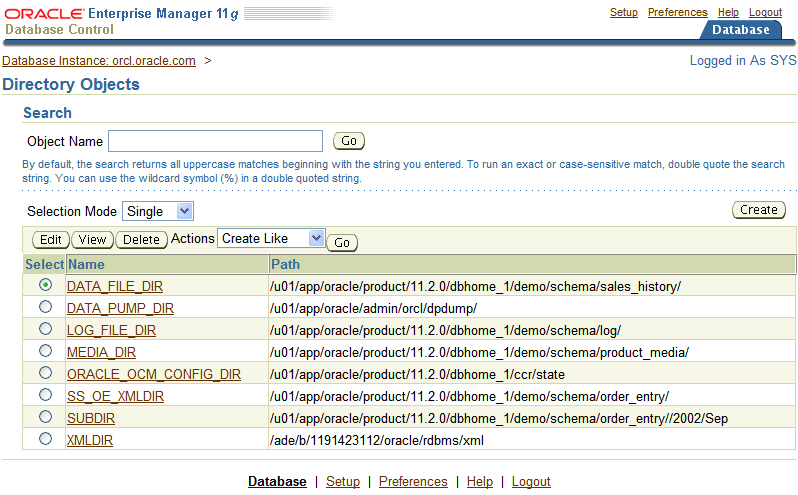 ORACLE Enterprise Manager 11g
Database Control
Setup Preferences Help Logout
Database
Database Instance: orcl.oracle.com >
Logged in As SYS
Directory Objects
Search
Object Name Go
By default, the search returns all uppercase matches beginning with the string you entered. To run an exact or case-sensitive match, double quote the search
string. You can use the wildcard symbol (%) in a double quoted string.
Selection Mode Single Create
Edit View Delete Actions Create Like Go
Select Name Path
DATA_FILE_DIR /u01/app/oracle/product/11.2.0/dbhome_1/demo/schema/sales_history/
DATA_PUMP_DIR /u01/app/oracle/admin/orcl/dpdump/
LOG_FILE_DIR /u01/app/oracle/product/11.2.0/dbhome_1/demo/schema/log/
MEDIA_DIR /u01/app/oracle/product/11.2.0/dbhome_1/demo/schema/product_media/
ORACLE_OCM_CONFIG_DIR /u01/app/oracle/product/11.2.0/dbhome_1/ccr/state
SS_OE_XMLDIR /u01/app/oracle/product/11.2.0/dbhome_1/demo/schema/order_entry/
SUBDIR /u01/app/oracle/product/11.2.0/dbhome_1/demo/schema/order_entry//2002/Sep
XMLDIR /ade/b/1191423112/oracle/rdbms/xml
Database | Setup | Preferences | Help | Logout